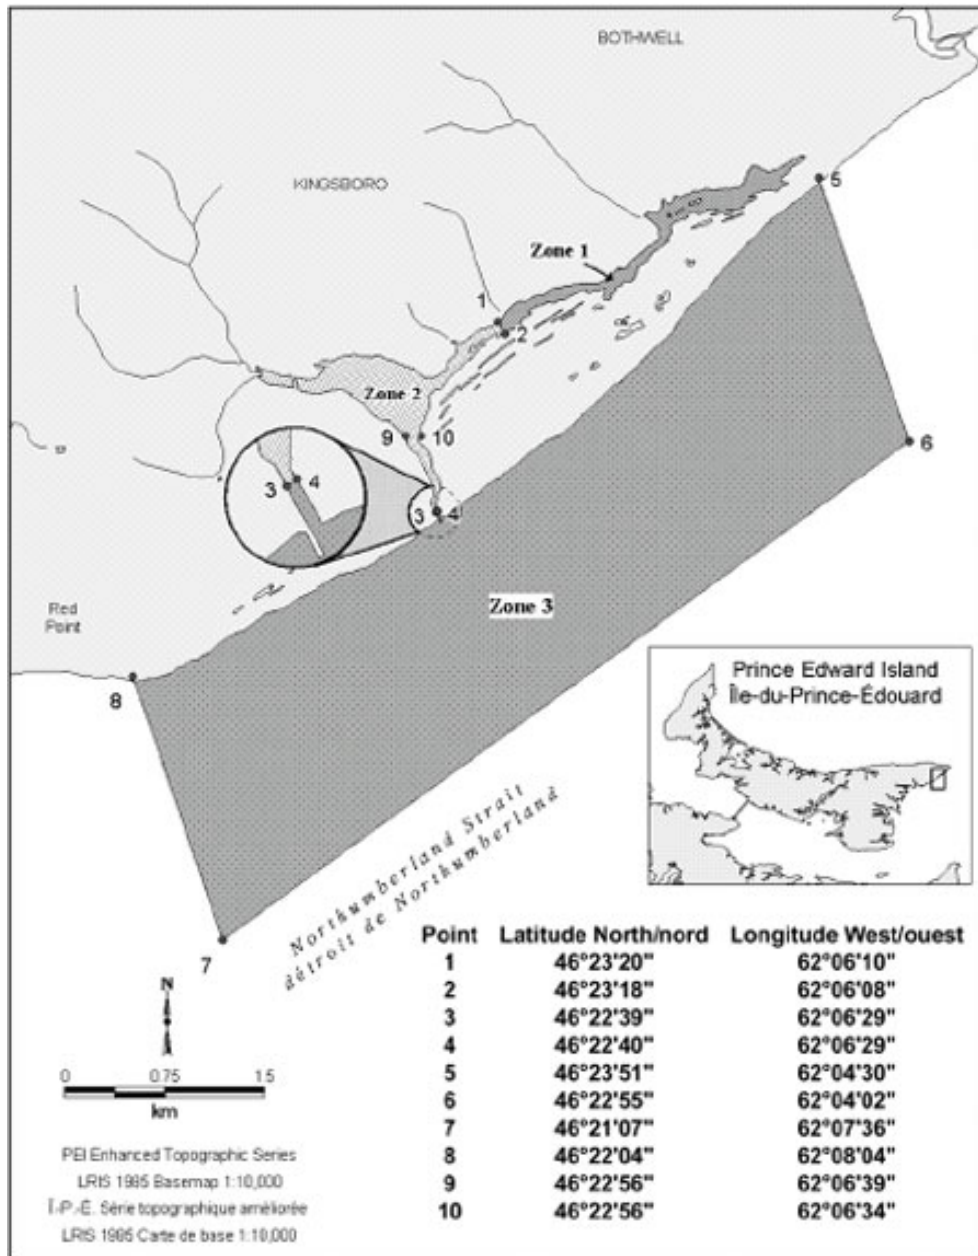 BOTHWELL
5
KINGSBORO
Zone 1
1
2
Zone 2
9
10
6
3
4
3
4
Zone 3
Red
Point
8
Prince Edward Island
Île-du-Prince-Édouard
Northumberland Strait
détroit de Northumberland
7
N
0 0.75 1.5
km
PEI Enhanced Topographic Series
LRIS 1985 Basemap 1:10,000
Î.-P.-É. Série topographique améliorée
LRIS 1985 Carte de base 1:10,000
Point Latitude North/nord Longitude West/ouest
1 46°23'20" 62°06'10"
2 46°23'18" 62°06'08"
3 46°22'39" 62°06'29"
4 46°22'40" 62°06'29"
5 46°23'51" 62°04'30"
6 46°22'55" 62°04'02"
7 46°21'07" 62°07'36"
8 46°22'04" 62°08'04"
9 46°22'56" 62°06'39"
10 46°22'56" 62°06'34"